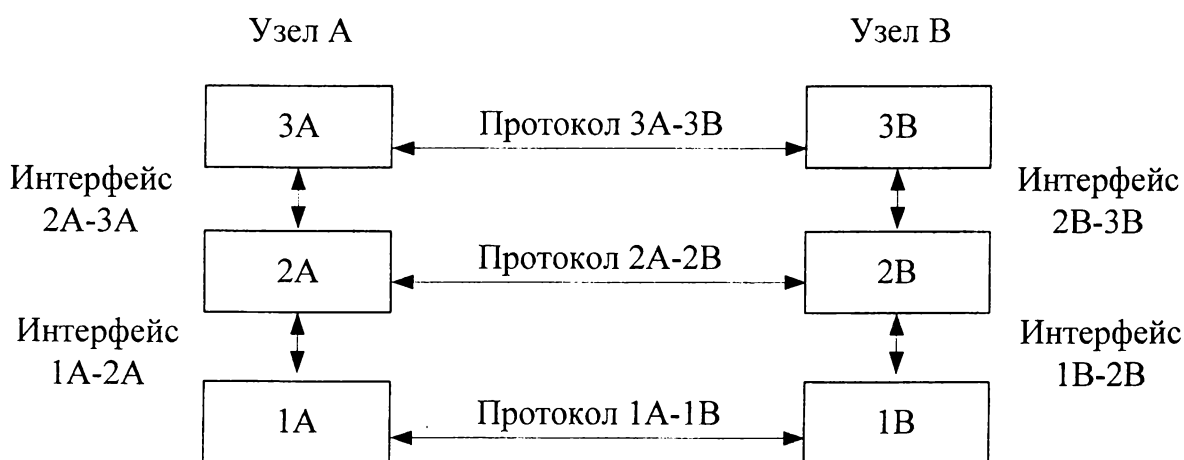 Узел А
Узел В
3А
Протокол 3А-3В
3В
Интерфейс
2А-3А
Интерфейс
2В-3В
2А
Протокол 2А-2В
2В
Интерфейс
1А-2А
Интерфейс
1В-2В
1А
Протокол 1А-1В
1В